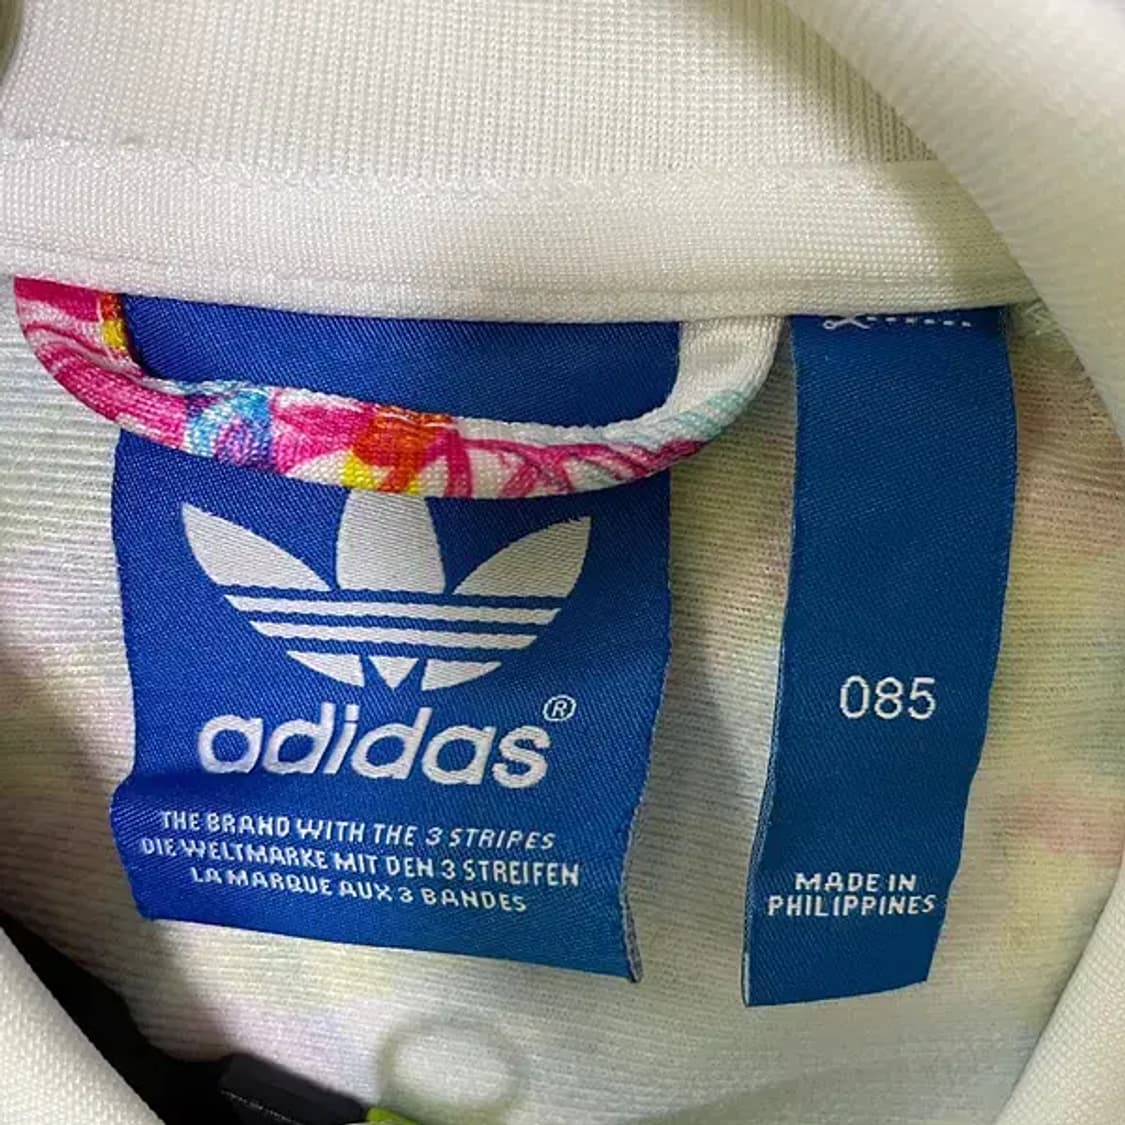 adidas®
THE BRAND WITH THE 3 STRIPES
DIE WELTMARKE MIT DEN 3 STREIFEN
LA MARQUE AUX 3 BANDES
085
MADE IN
PHILIPPINES